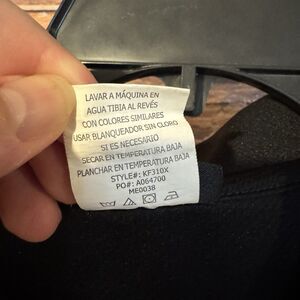 LAVAR A MÁQUINA EN
AGUA TIBIA AL REVÉS
CON COLORES SIMILARES
USAR BLANQUEADOR SIN CLORO
SI ES NECESARIO
SECAR EN TEMPERATURA BAJA
PLANCHAR EN TEMPERATURA BAJA
STYLE#: KF310X
PO#: A064700
ME0038